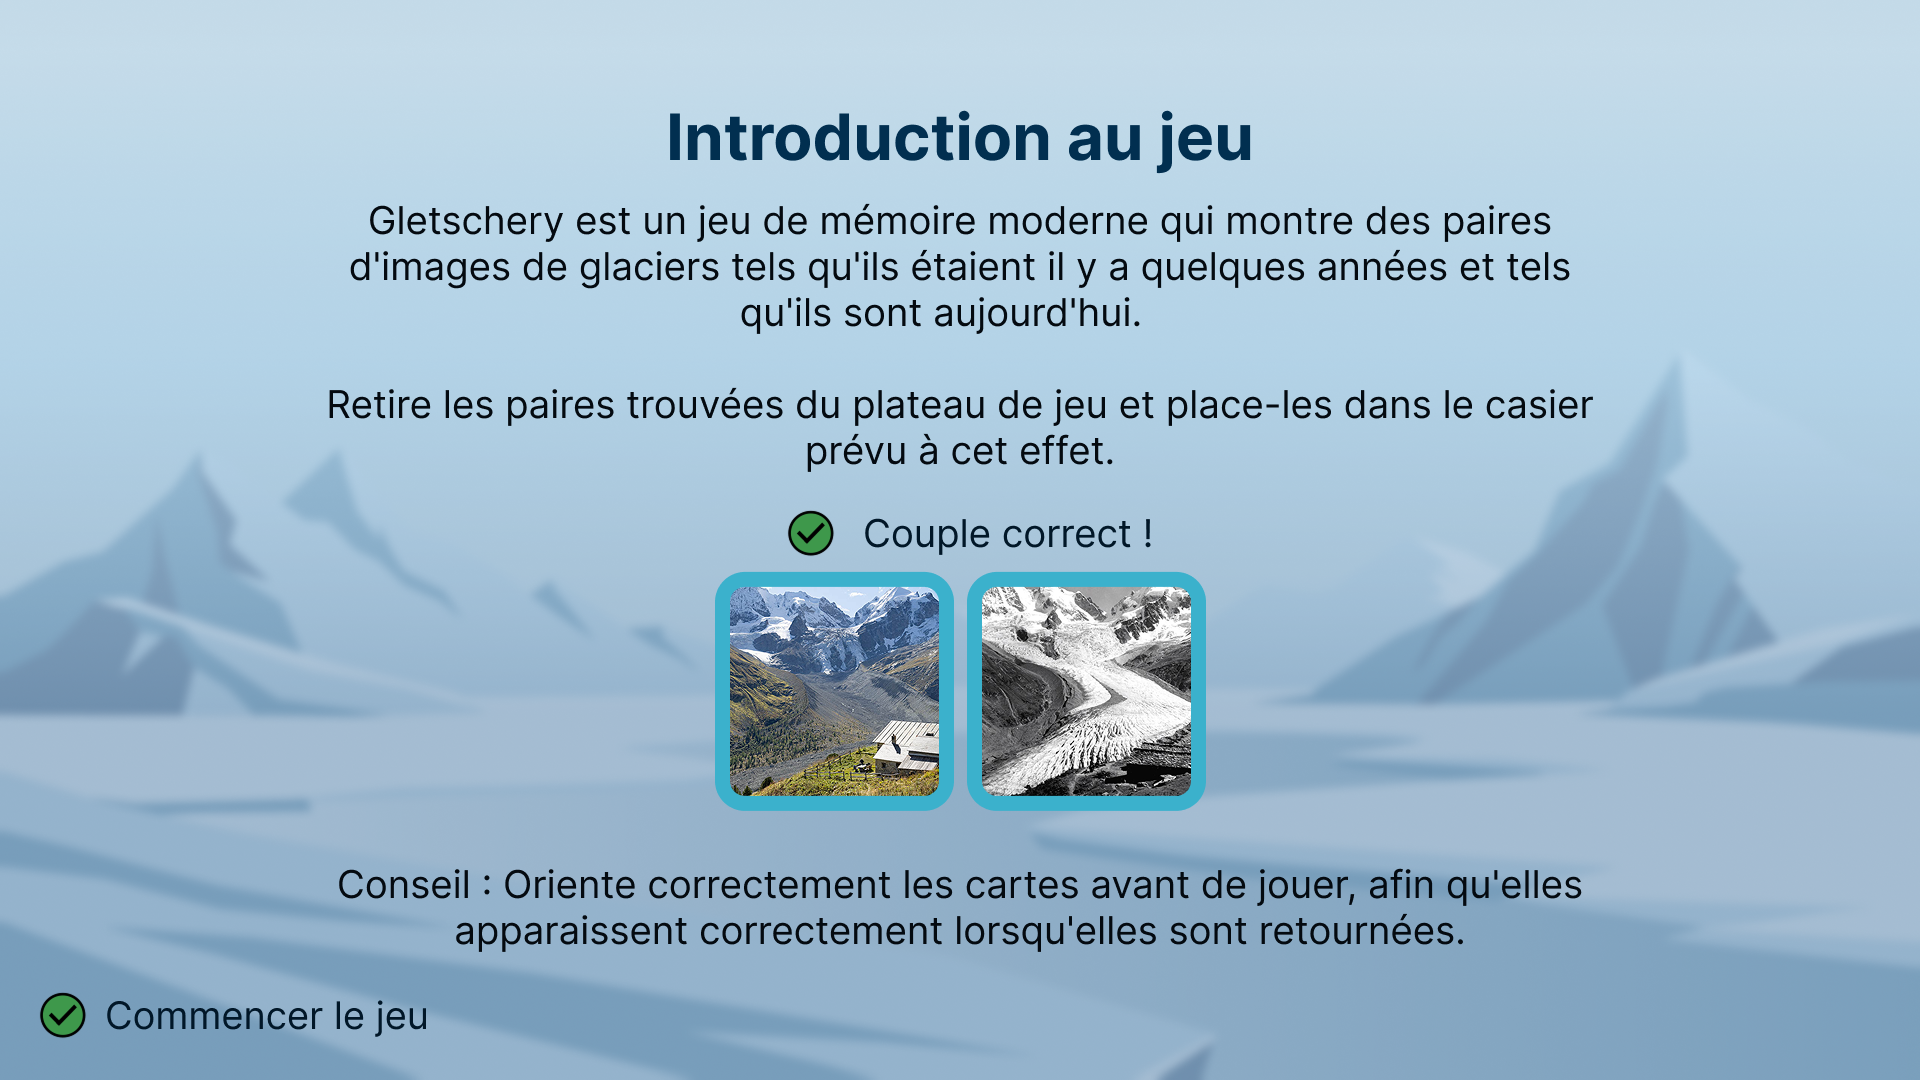 Introduction au jeu
Gletschery est un jeu de mémoire moderne qui montre des paires
d'images de glaciers tels qu'ils étaient il y a quelques années et tels
qu'ils sont aujourd'hui.
Retire les paires trouvées du plateau de jeu et place-les dans le casier
prévu à cet effet.
Couple correct !
Conseil : Oriente correctement les cartes avant de jouer, afin qu'elles
apparaissent correctement lorsqu'elles sont retournées.
Commencer le jeu